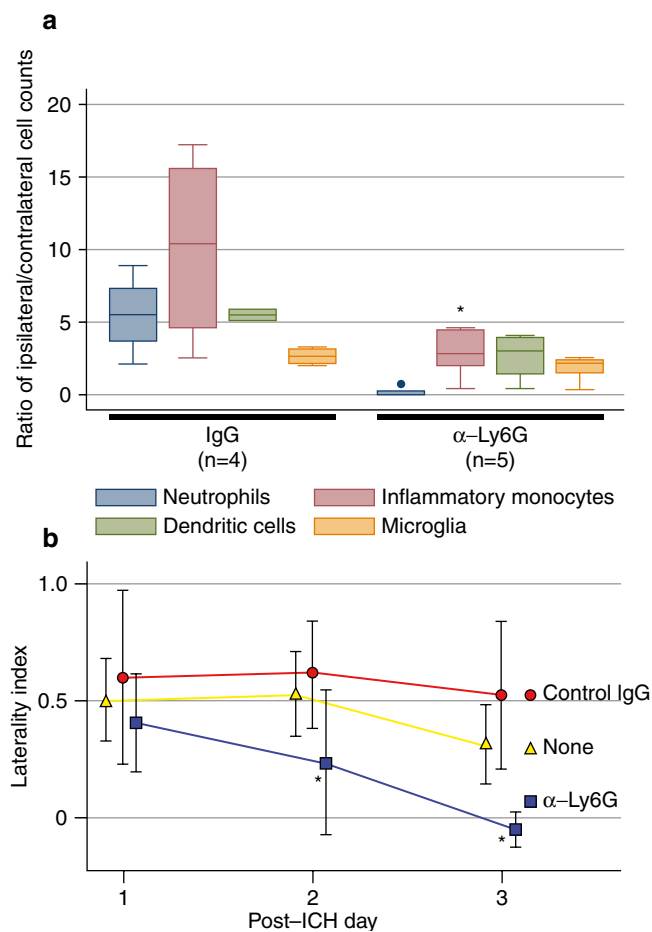 a
Ratio of ipsilateral/contralateral cell counts
20
15
10
5
0
*
IgG
(n=4)
α–Ly6G
(n=5)
Neutrophils
Inflammatory monocytes
Dendritic cells
Microglia
b
Laterality index
1.0
0.5
0
*
*
Control IgG
None
α–Ly6G
1
2
3
Post–ICH day